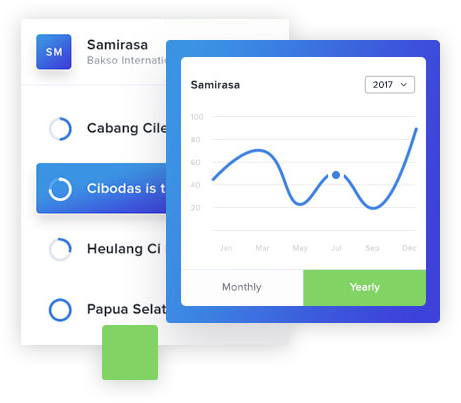 SM
Samirasa
Bakso Internatio
Cabang Cile
Cibodas is t
Heulang Ci
Papua Selat
Samirasa
2017
100
80
60
40
20
Jan Mar May Jul Sep Dec
Monthly Yearly